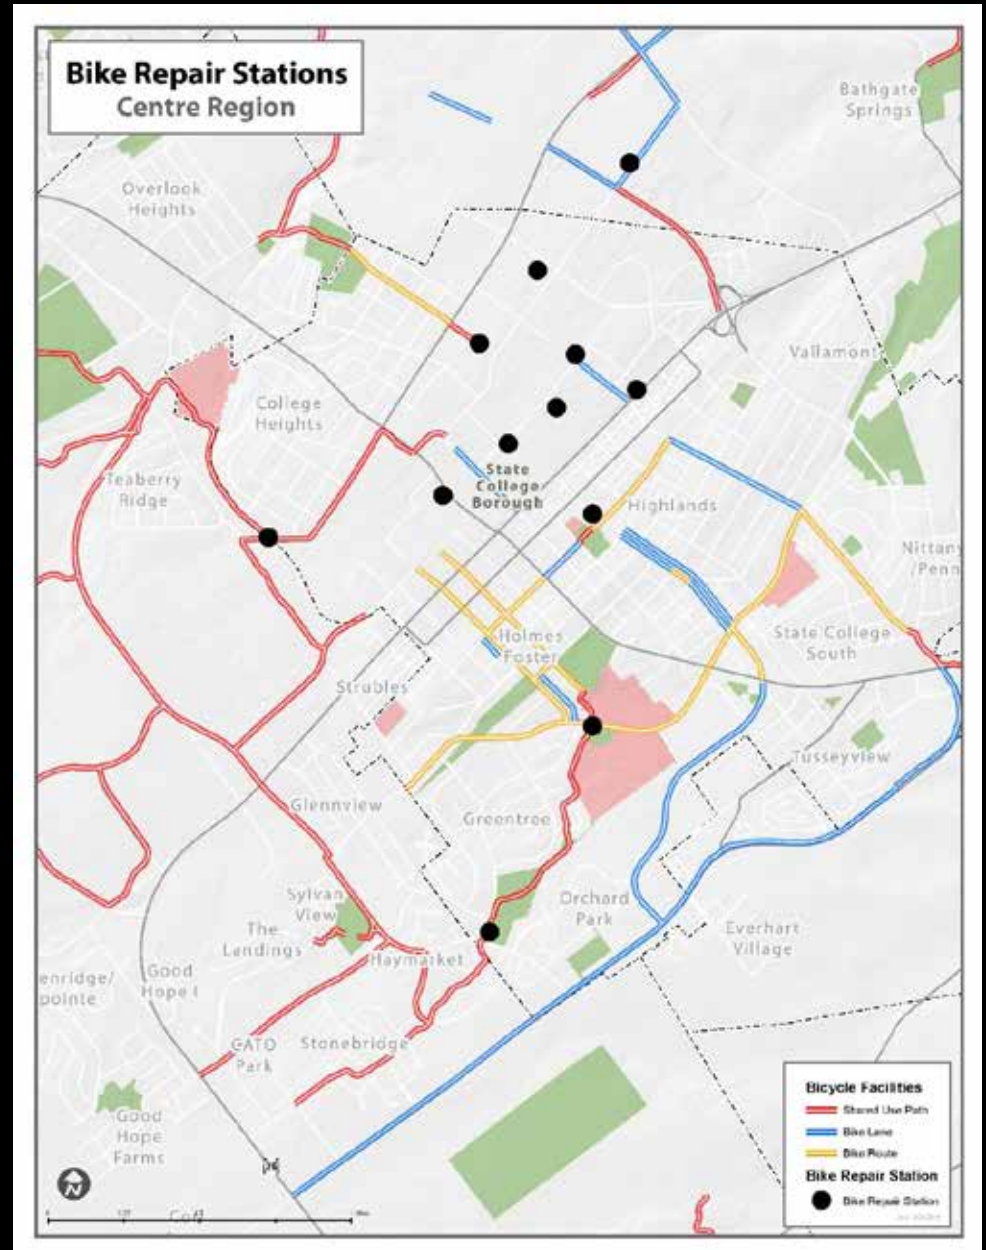 Bike Repair Stations
Centre Region
Bathgate
Springs
Overlook
Heights
Vallamont
College
Heights
Teaberry
Ridge
State
College
Borough
Highlands
Nittany
/Penn
Holmes
Foster
State College
South
Strubles
Tusseyview
Glennview
Greentree
Sylvan
View
Orchard
Park
The
Landings
Everhart
Village
Haymarket
enridge/
pointe
Good
Hope I
GATO
Park
Stonebridge
Good
Hope
Farms
N
Bicycle Facilities
Shared Use Path
Bike Lane
Bike Route
Bike Repair Station
Bike Repair Station